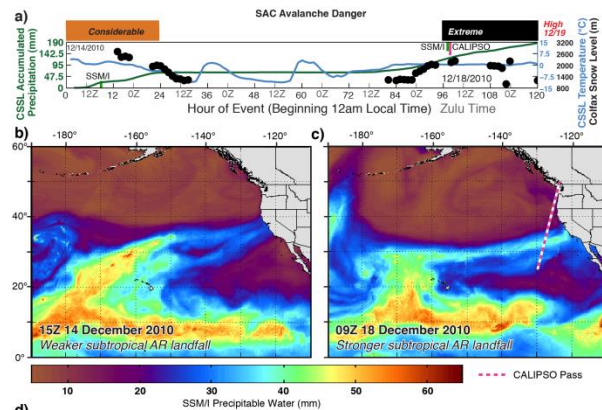 a)
SAC Avalanche Danger
Considerable
Extreme
High
12/19
12/14/2010
SSM/I
SSM/I
CALIPSO
12/18/2010
CSSL Accumulated
Precipitation (mm)
190
142
95
47
0
15
7.5
0
-7.5
-15
3200
2600
2000
1400
800
CSSL Temperature (°C)
Colfax Snow Level (m)
0 12 24 36 48 60 72 84 96 108 120
12Z 0Z 12Z 0Z 12Z 0Z 12Z 0Z 12Z 0Z
Hour of Event (Beginning 12am Local Time)
Zulu Time
b)
-180° -160° -140° -120°
60°
40°
20°
0°
15Z 14 December 2010
Weaker subtropical AR landfall
c)
-180° -160° -140° -120°
09Z 18 December 2010
Stronger subtropical AR landfall
10 20 30 40 50 60
SSM/I Precipitable Water (mm)
CALIPSO Pass
d)